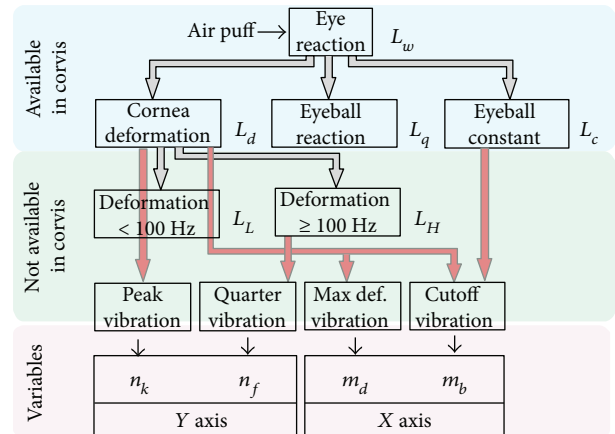 Available
in corvis
Air puff
Eye
reaction
L_w
Cornea
deformation
L_d
Eyeball
reaction
L_q
Eyeball
constant
L_c
Not available
in corvis
Deformation
< 100 Hz
L_L
Deformation
≥ 100 Hz
L_H
Peak
vibration
Quarter
vibration
Max def.
vibration
Cutoff
vibration
Variables
n_k
n_f
m_d
m_b
Y axis
X axis